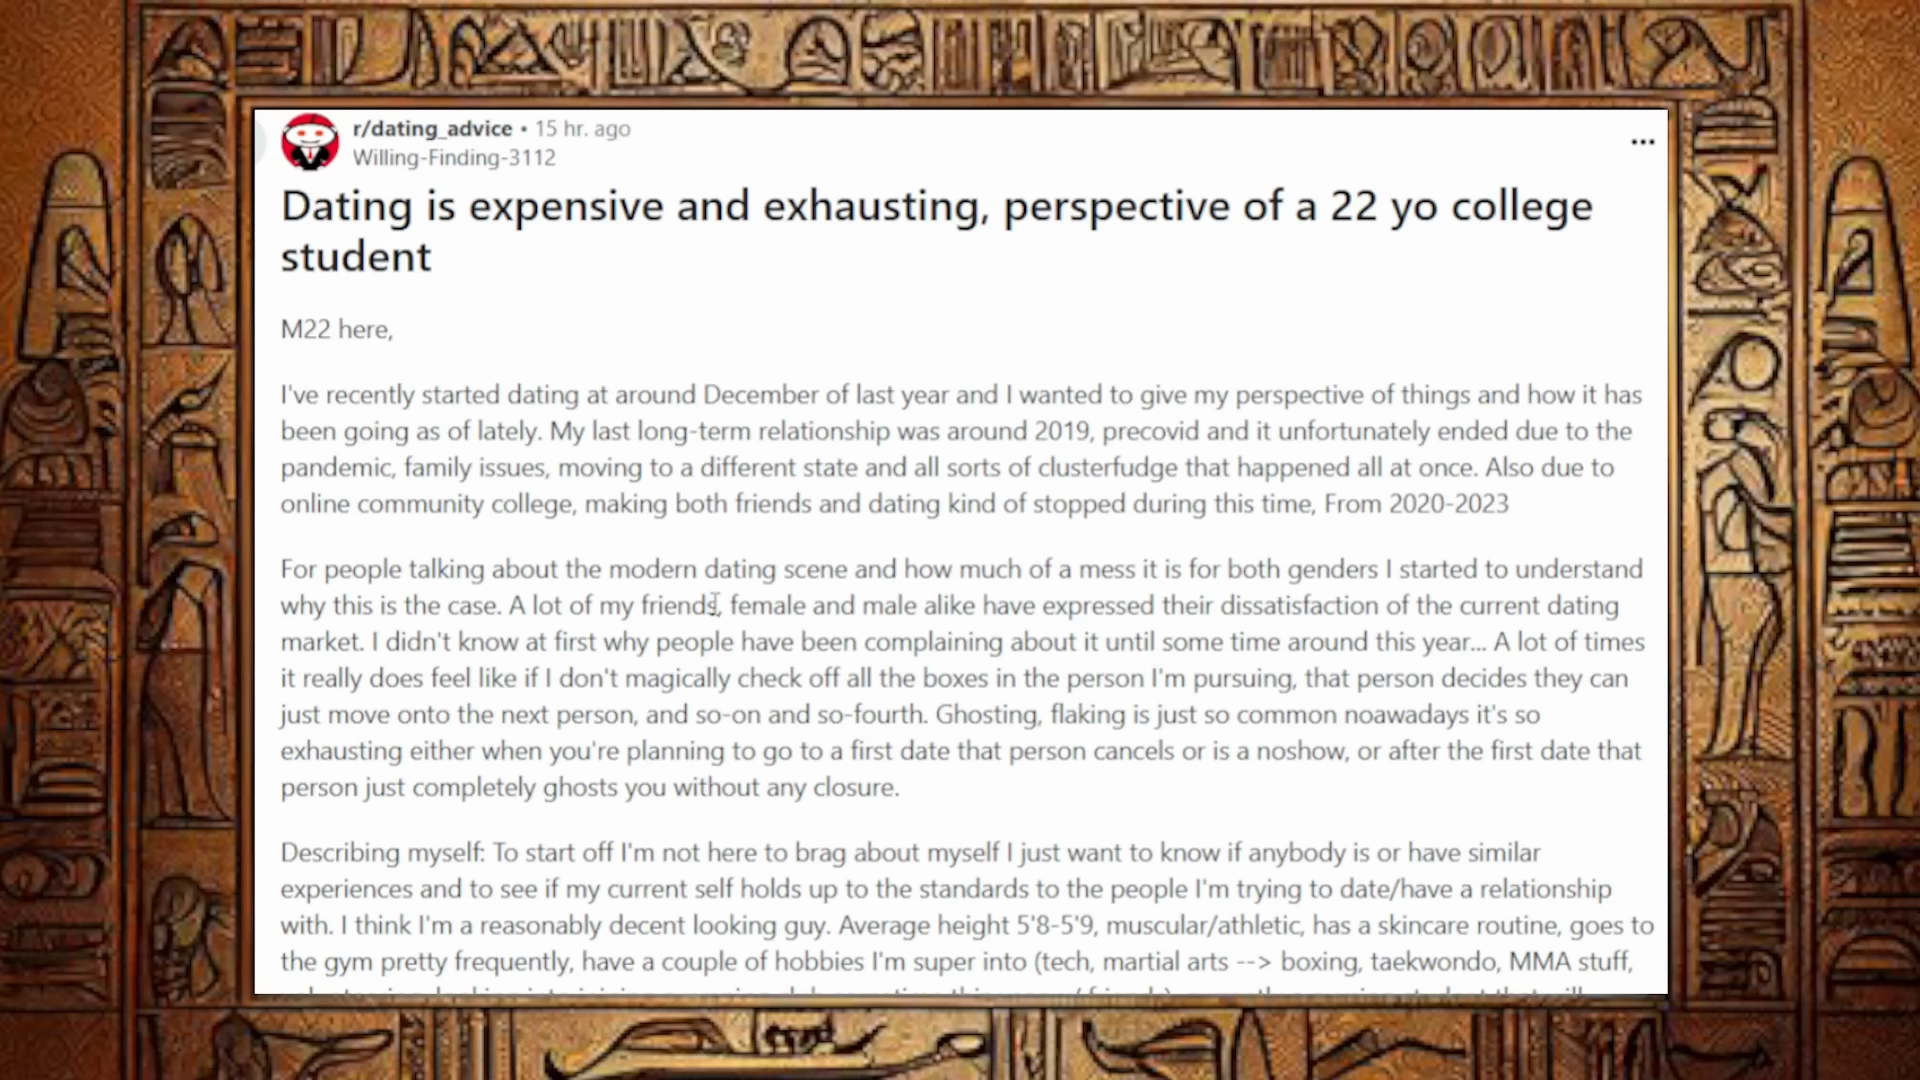 r/dating_advice • 15 hr. ago
Willing-Finding-3112
Dating is expensive and exhausting, perspective of a 22 yo college
student
M22 here,
I've recently started dating at around December of last year and I wanted to give my perspective of things and how it has
been going as of lately. My last long-term relationship was around 2019, precovid and it unfortunately ended due to the
pandemic, family issues, moving to a different state and all sorts of clusterfudge that happened all at once. Also due to
online community college, making both friends and dating kind of stopped during this time, From 2020-2023
For people talking about the modern dating scene and how much of a mess it is for both genders I started to understand
why this is the case. A lot of my friends, female and male alike have expressed their dissatisfaction of the current dating
market. I didn't know at first why people have been complaining about it until some time around this year... A lot of times
it really does feel like if I don't magically check off all the boxes in the person I'm pursuing, that person decides they can
just move onto the next person, and so-on and so-fourth. Ghosting, flaking is just so common noawadays it's so
exhausting either when you're planning to go to a first date that person cancels or is a noshow, or after the first date that
person just completely ghosts you without any closure.
Describing myself: To start off I'm not here to brag about myself I just want to know if anybody is or have similar
experiences and to see if my current self holds up to the standards to the people I'm trying to date/have a relationship
with. I think I'm a reasonably decent looking guy. Average height 5'8-5'9, muscular/athletic, has a skincare routine, goes to
the gym pretty frequently, have a couple of hobbies I'm super into (tech, martial arts --> boxing, taekwondo, MMA stuff,